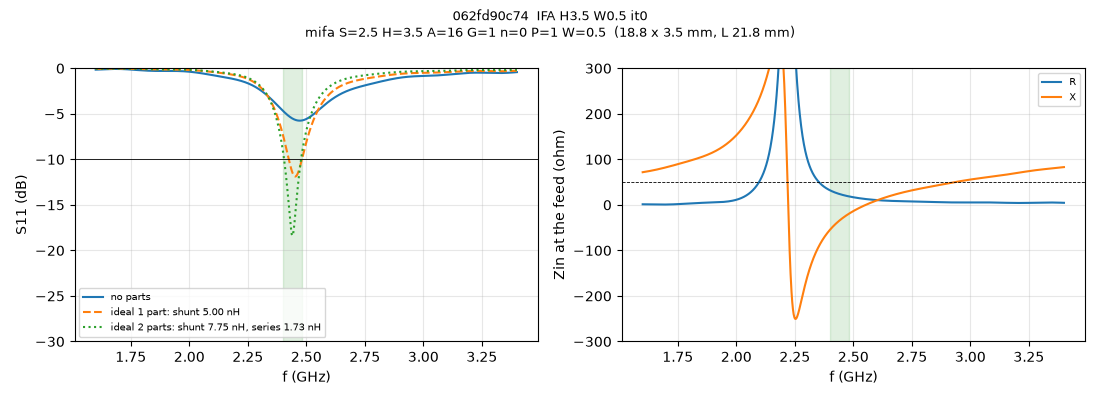 062fd90c74  IFA H3.5 W0.5 it0
mifa S=2.5 H=3.5 A=16 G=1 n=0 P=1 W=0.5  (18.8 x 3.5 mm, L 21.8 mm)
S11 (dB)
0
−5
−10
−15
−20
−25
−30
no parts
ideal 1 part: shunt 5.00 nH
ideal 2 parts: shunt 7.75 nH, series 1.73 nH
1.75 2.00 2.25 2.50 2.75 3.00 3.25
f (GHz)
Zin at the feed (ohm)
300
200
100
0
−100
−200
−300
R
X
1.75 2.00 2.25 2.50 2.75 3.00 3.25
f (GHz)